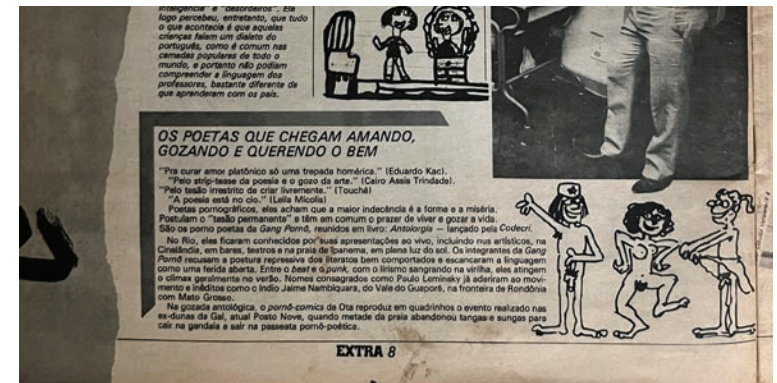 inteligência" e "desordeiros". Ela
logo percebeu, entretanto, que tudo
o que acontecia é que aquelas
crianças falam um dialeto do
português, como é comum nas
camadas populares de todo o
mundo, e portanto não podiam
compreender a linguagem dos
professores, bastante diferente da
que aprenderam com os pais.
OS POETAS QUE CHEGAM AMANDO,
GOZANDO E QUERENDO O BEM
"Pra curar amor platônico só uma trepada homérica." (Eduardo Kac).
"Pelo strip-tease da poesia e o gozo da arte." (Cairo Assis Trindade).
"Pelo tesão irrestrito de criar livremente." (Touchê)
"A poesia está no cio." (Leila Míccolis)
Poetas pornográficos, eles acham que a maior indecência é a fome e a miséria.
Postulam o "tesão permanente" e têm em comum o prazer de viver e gozar a vida.
São os porno poetas da Gang Pornô, reunidos em livro: Antolorgia — lançado pela Codecri.
No Rio, eles ficaram conhecidos por suas apresentações ao vivo, incluindo nus artísticos, na
Cinelândia, em bares, teatros e na praia de Ipanema, em plena luz do sol. Os integrantes da Gang
Pornô recusam a postura repressiva dos literatos bem comportados e escancaram a linguagem
como uma ferida aberta. Entre o beat e o punk, com o lirismo sangrando na virilha, eles atingem
o clímax geralmente no verão. Nomes consagrados como Paulo Leminsky já aderiram ao movi-
mento e inéditos como o índio Jaime Nambiquara, do Vale do Guaporé, na fronteira de Rondônia
com Mato Grosso.
Na gozada antológica, o pornô-comics de Ota reproduz em quadrinhos o evento realizado nas
ex-dunas da Gal, atual Posto Nove, quando metade da praia abandonou tangas e sungas para
cair na gandaia e sair na passeata pornô-poética.
EXTRA 8